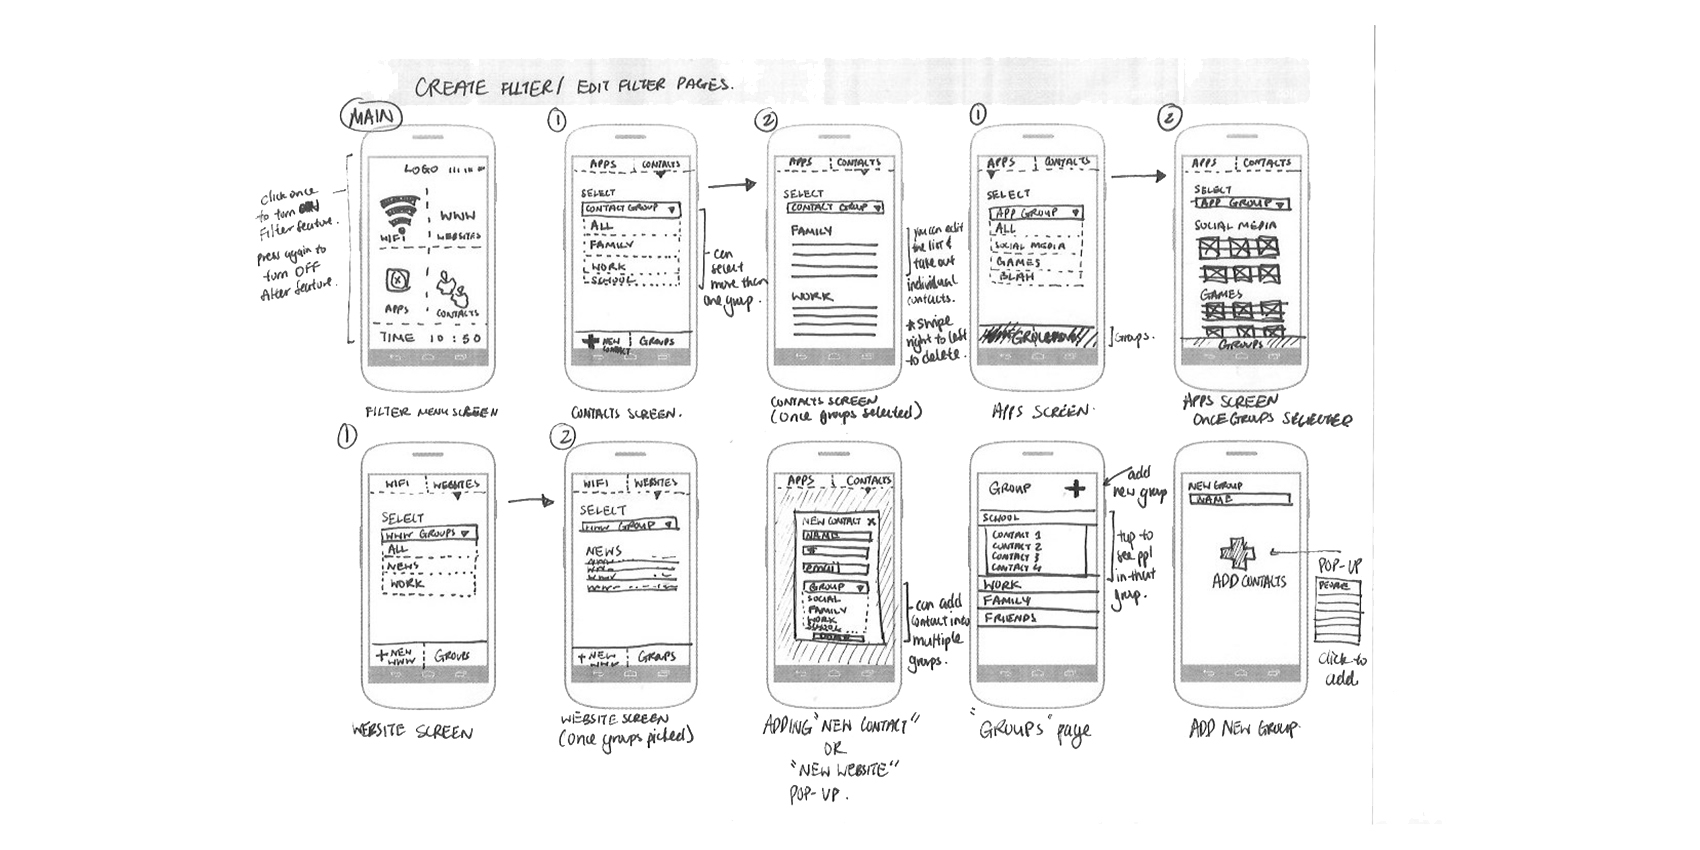 CREATE FILTER/ EDIT FILTER PAGES.
MAIN
click once
to turn ON
Filter feature.
press again to
turn OFF
filter feature.
LOGO
WIFI
WWW
WEBSITES
APPS
CONTACTS
TIME 10:50
FILTER MENU SCREEN
1
APPS CONTACTS
SELECT
CONTACT GROUP
ALL
FAMILY
WORK
SCHOOL
+ NEW
CONTACT
GROUPS
can
select
more than
one group.
CONTACTS SCREEN.
2
APPS CONTACTS
SELECT
CONTACT GROUP
FAMILY
WORK
you can edit
the list &
take out
individual
contacts.
* swipe
right to left
to delete.
CONTACTS SCREEN
(Once groups selected)
1
APPS CONTACTS
SELECT
APP GROUP
ALL
SOCIAL MEDIA
GAMES
BLAH
Groups.
APPS SCREEN.
2
APPS CONTACTS
SELECT
APP GROUP
SOCIAL MEDIA
GAMES
GROUPS
APPS SCREEN
ONCE GROUPS SELECTED
1
WIFI WEBSITES
SELECT
WWW GROUPS
ALL
NEWS
WORK
+ NEW
WWW
GROUPS
WEBSITE SCREEN
2
WIFI WEBSITES
SELECT
WWW GROUP
NEWS
WWW
WWW
WWW
WWW
+ NEW
WWW
GROUPS
WEBSITE SCREEN
(Once groups picked)
APPS CONTACTS
NEW CONTACT X
NAME
#
email
GROUP
SOCIAL
FAMILY
WORK
SCHOOL
DONE
can add
contact into
multiple
groups.
ADDING "NEW CONTACT"
OR
"NEW WEBSITE"
POP-UP.
GROUP +
add
new group
SCHOOL
CONTACT 1
CONTACT 2
CONTACT 3
CONTACT 4
WORK
FAMILY
FRIENDS
tap to
see ppl
in that
group.
"GROUPS" page
NEW GROUP
NAME
ADD CONTACTS
POP-UP
PEOPLE
click to
add
ADD NEW GROUP.